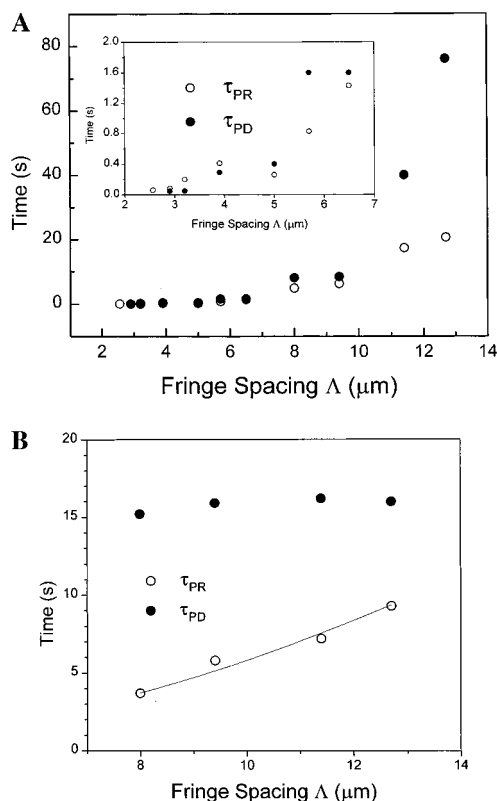 A
80
60
40
20
0
Time (s)
2 4 6 8 10 12 14
Fringe Spacing Λ (μm)
2.0
1.6
1.2
0.8
0.4
0.0
Time (s)
τPR
τPD
2 3 4 5 6 7
Fringe Spacing Λ (μm)
B
20
15
10
5
0
Time (s)
τPR
τPD
8 10 12 14
Fringe Spacing Λ (μm)